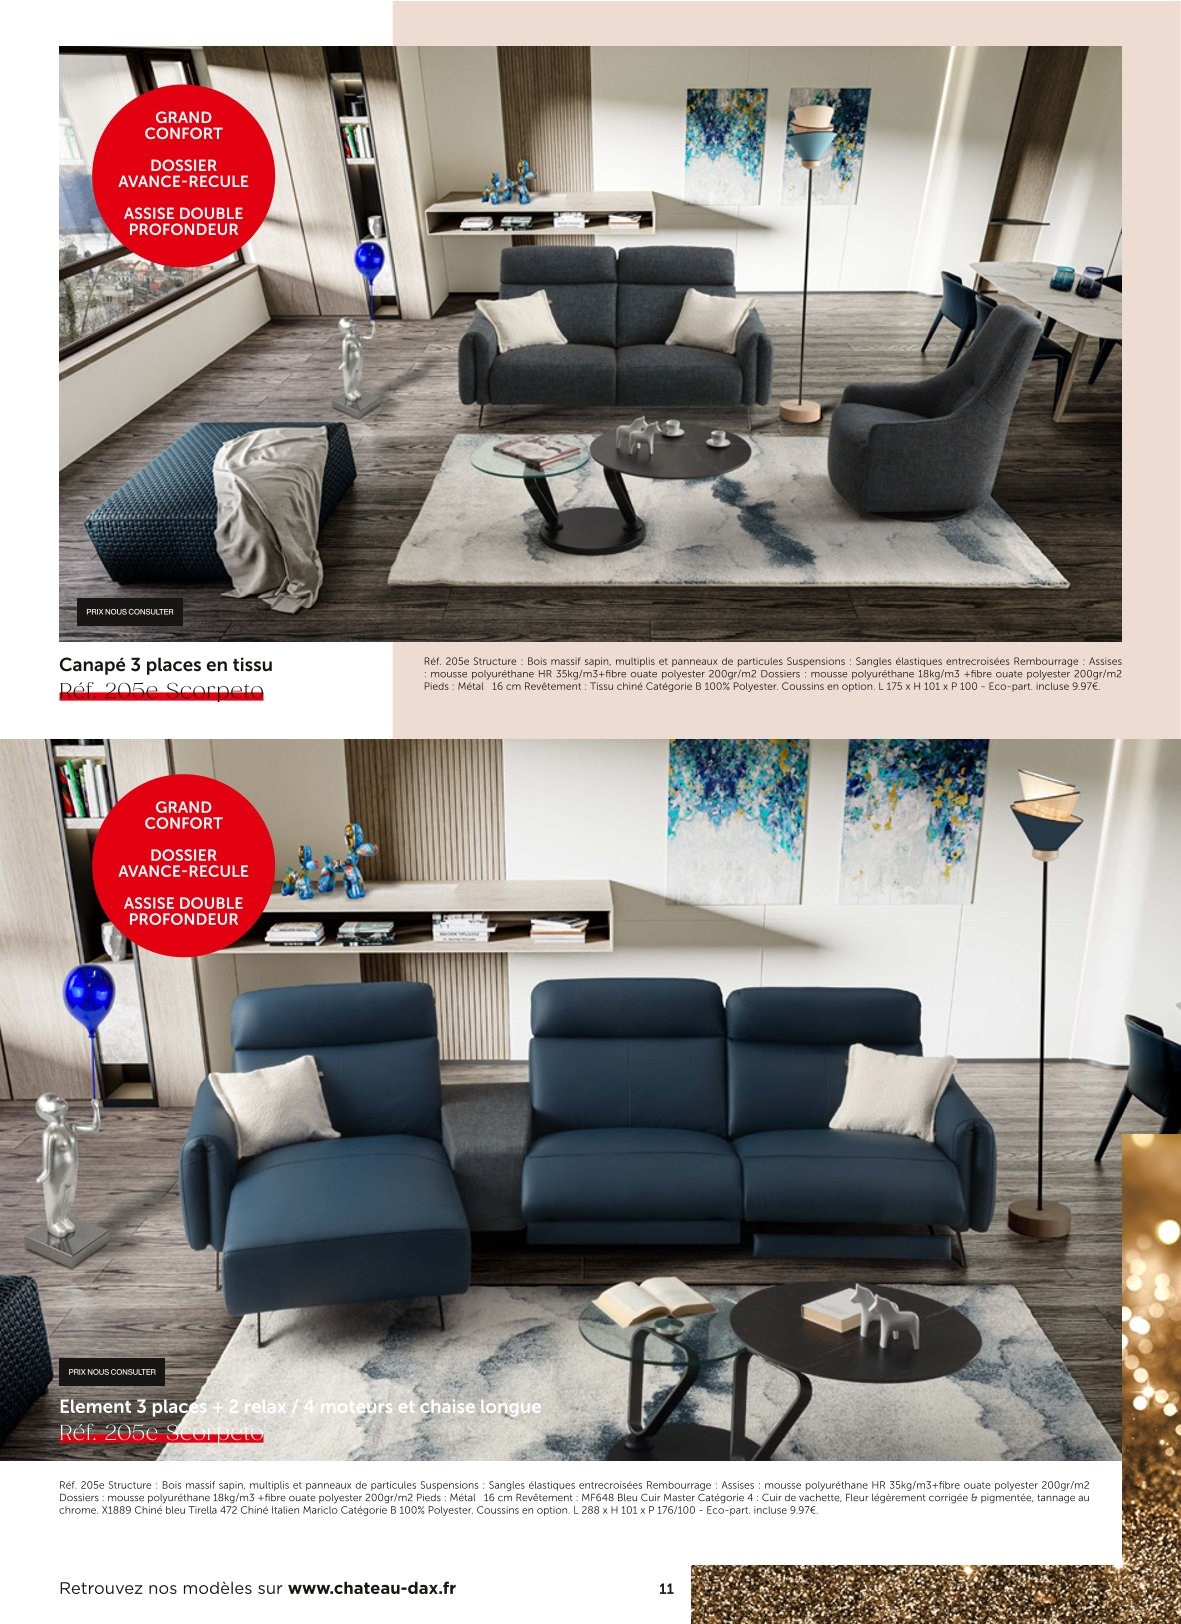 GRAND
CONFORT
DOSSIER
AVANCE-RECULE
ASSISE DOUBLE
PROFONDEUR
PRIX NOUS CONSULTER
Canapé 3 places en tissu
Réf. 205e Scorpeto
Réf. 205e Structure : Bois massif sapin, multiplis et panneaux de particules Suspensions : Sangles élastiques entrecroisées Rembourrage : Assises
: mousse polyuréthane HR 35kg/m3+fibre ouate polyester 200gr/m2 Dossiers : mousse polyuréthane 18kg/m3 +fibre ouate polyester 200gr/m2
Pieds : Métal 16 cm Revêtement : Tissu chiné Catégorie B 100% Polyester. Coussins en option. L 175 x H 101 x P 100 - Eco-part. incluse 9.97€.
GRAND
CONFORT
DOSSIER
AVANCE-RECULE
ASSISE DOUBLE
PROFONDEUR
PRIX NOUS CONSULTER
Element 3 places + 2 relax / 4 moteurs et chaise longue
Réf. 205e Scorpeto
Réf. 205e Structure : Bois massif sapin, multiplis et panneaux de particules Suspensions : Sangles élastiques entrecroisées Rembourrage : Assises : mousse polyuréthane HR 35kg/m3+fibre ouate polyester 200gr/m2
Dossiers : mousse polyuréthane 18kg/m3 +fibre ouate polyester 200gr/m2 Pieds : Métal 16 cm Revêtement : MF648 Bleu Cuir Master Catégorie 4 : Cuir de vachette, Fleur légèrement corrigée & pigmentée, tannage au
chrome. X1889 Chiné bleu Tirella 472 Chiné Italien Mariclo Catégorie B 100% Polyester. Coussins en option. L 288 x H 101 x P 176/100 - Eco-part. incluse 9.97€.
Retrouvez nos modèles sur www.chateau-dax.fr
11